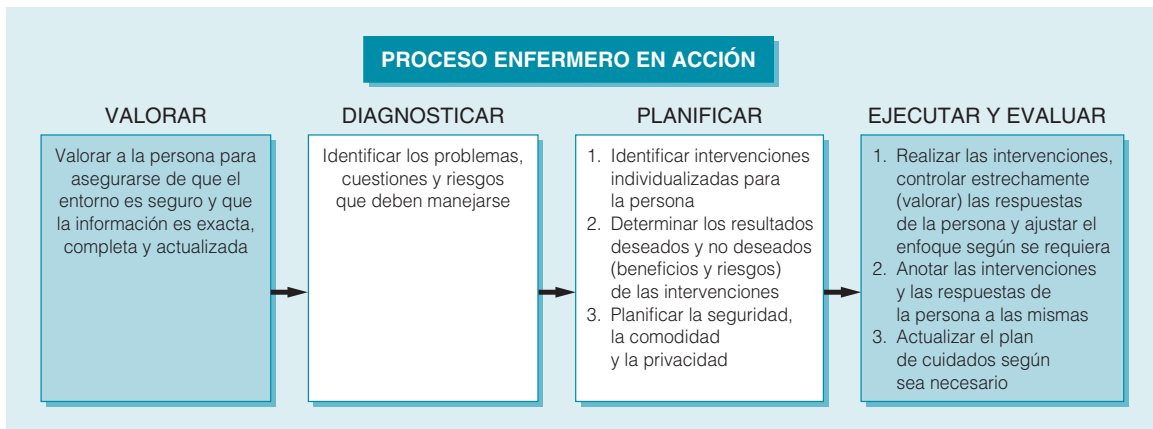 PROCESO ENFERMERO EN ACCIÓN
VALORAR
Valorar a la persona para
asegurarse de que el
entorno es seguro y que
la información es exacta,
completa y actualizada
DIAGNOSTICAR
Identificar los problemas,
cuestiones y riesgos
que deben manejarse
PLANIFICAR
1. Identificar intervenciones
individualizadas para
la persona
2. Determinar los resultados
deseados y no deseados
(beneficios y riesgos)
de las intervenciones
3. Planificar la seguridad,
la comodidad
y la privacidad
EJECUTAR Y EVALUAR
1. Realizar las intervenciones,
controlar estrechamente
(valorar) las respuestas
de la persona y ajustar el
enfoque según se requiera
2. Anotar las intervenciones
y las respuestas de
la persona a las mismas
3. Actualizar el plan
de cuidados según
sea necesario